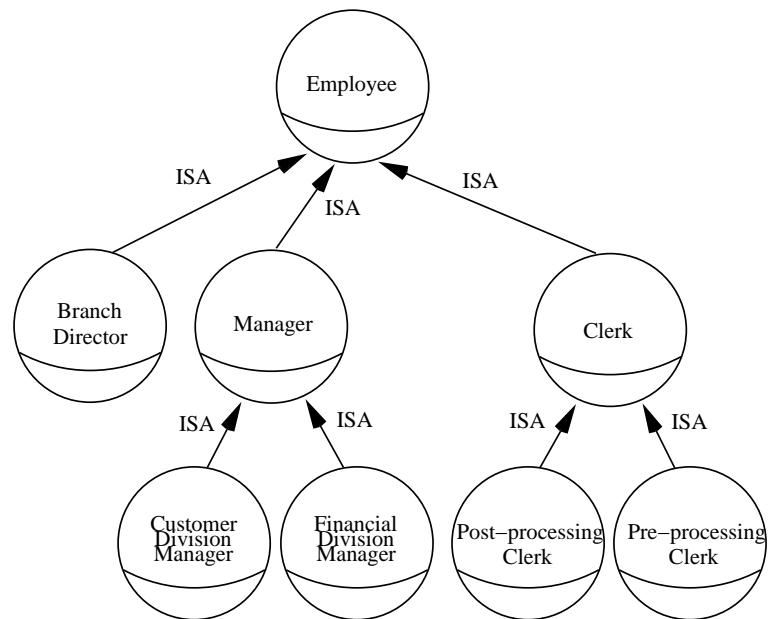 Employee
ISA
ISA
ISA
Branch
Director
Manager
Clerk
ISA
ISA
ISA
ISA
Customer
Division
Manager
Financial
Division
Manager
Post−processing
Clerk
Pre−processing
Clerk